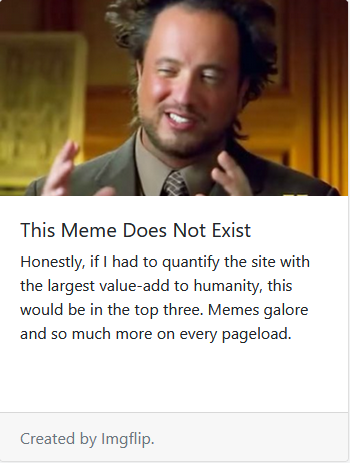 This Meme Does Not Exist
Honestly, if I had to quantify the site with
the largest value-add to humanity, this
would be in the top three. Memes galore
and so much more on every pageload.
Created by Imgflip.